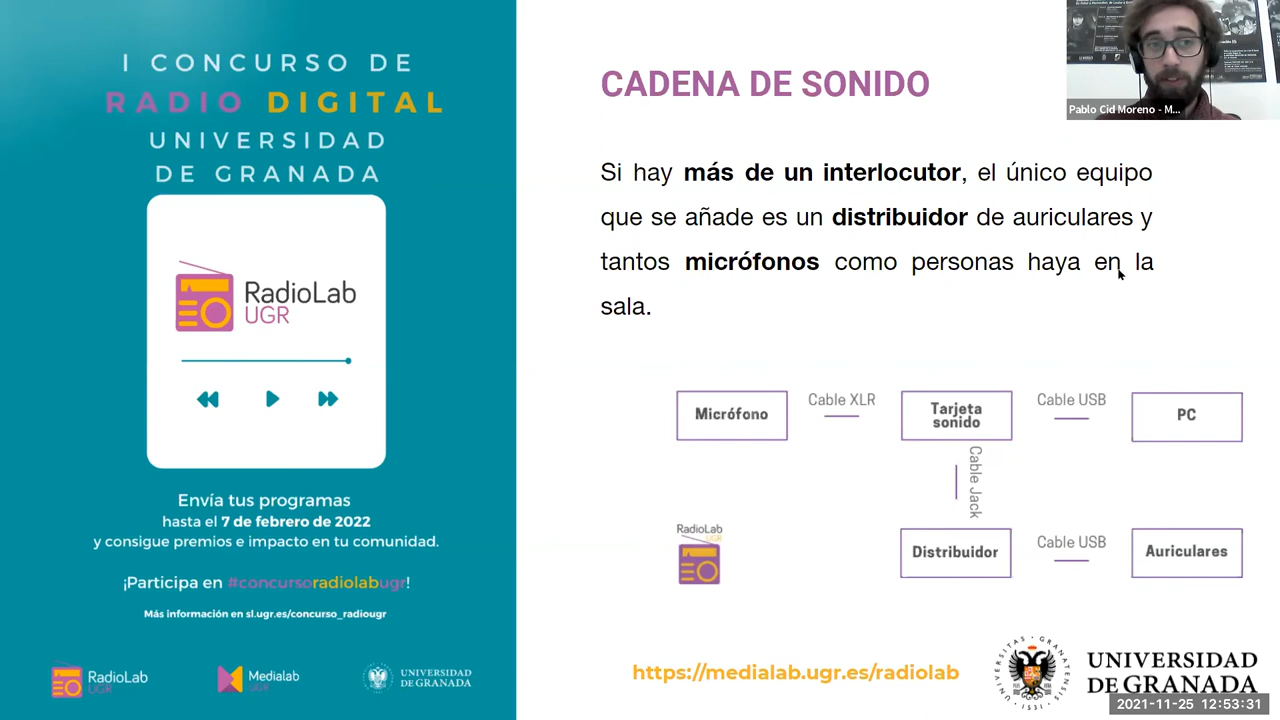 I CONCURSO DE
RADIO DIGITAL
UNIVERSIDAD
DE GRANADA
RadioLab
UGR
Envía tus programas
hasta el 7 de febrero de 2022
y consigue premios e impacto en tu comunidad.
¡Participa en #concursoradiolabugr!
Más información en sl.ugr.es/concurso_radiougr
RadioLab
UGR
Medialab
UGR
UNIVERSIDAD
DE GRANADA
CADENA DE SONIDO
Pablo Cid Moreno - M...
Si hay más de un interlocutor, el único equipo
que se añade es un distribuidor de auriculares y
tantos micrófonos como personas haya en la
sala.
Micrófono
Cable XLR
Tarjeta
sonido
Cable USB
PC
Cable Jack
Distribuidor
Cable USB
Auriculares
RadioLab
UGR
https://medialab.ugr.es/radiolab
UNIVERSITAS · GRANATENSIS · 1531
UNIVERSIDAD
DE GRANADA
2021-11-25 12:53:31